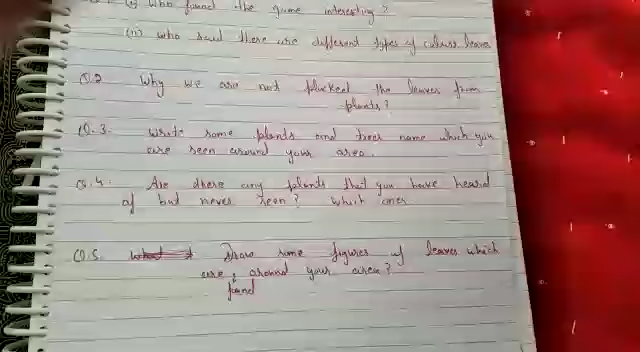 (i) Who found the game interesting?
(ii) who said there are different types of colour leaves
Q.2 Why we are not plucked the leaves from
plants?
Q.3. Write some plants and trees name which you
are seen around your area.
Q.4. Are there any plants that you have heard
of but never seen? which ones
Q.5. Draw some figures of leaves which
are, around your area?
found